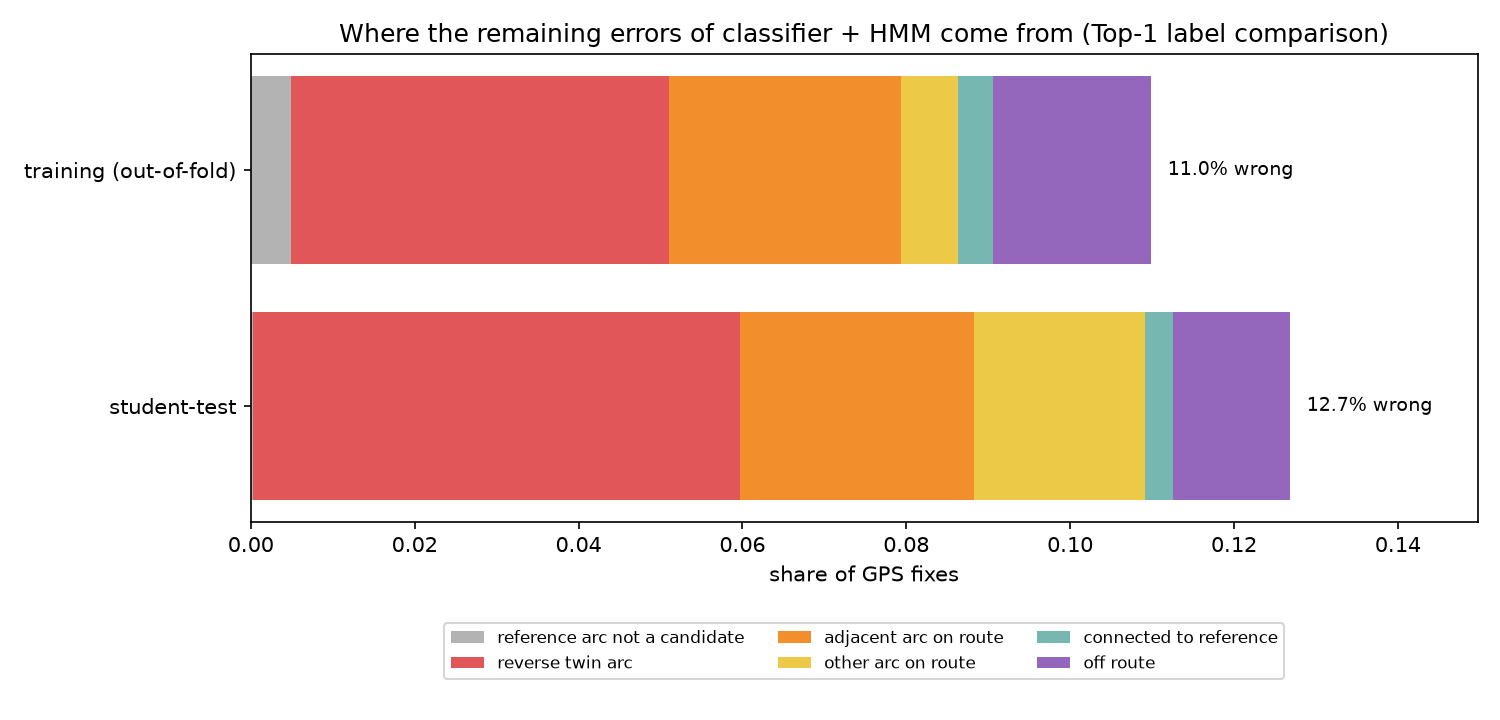 Where the remaining errors of classifier + HMM come from (Top-1 label comparison)
training (out-of-fold)
11.0% wrong
student-test
12.7% wrong
0.00 0.02 0.04 0.06 0.08 0.10 0.12 0.14
share of GPS fixes
reference arc not a candidate adjacent arc on route connected to reference
reverse twin arc other arc on route off route